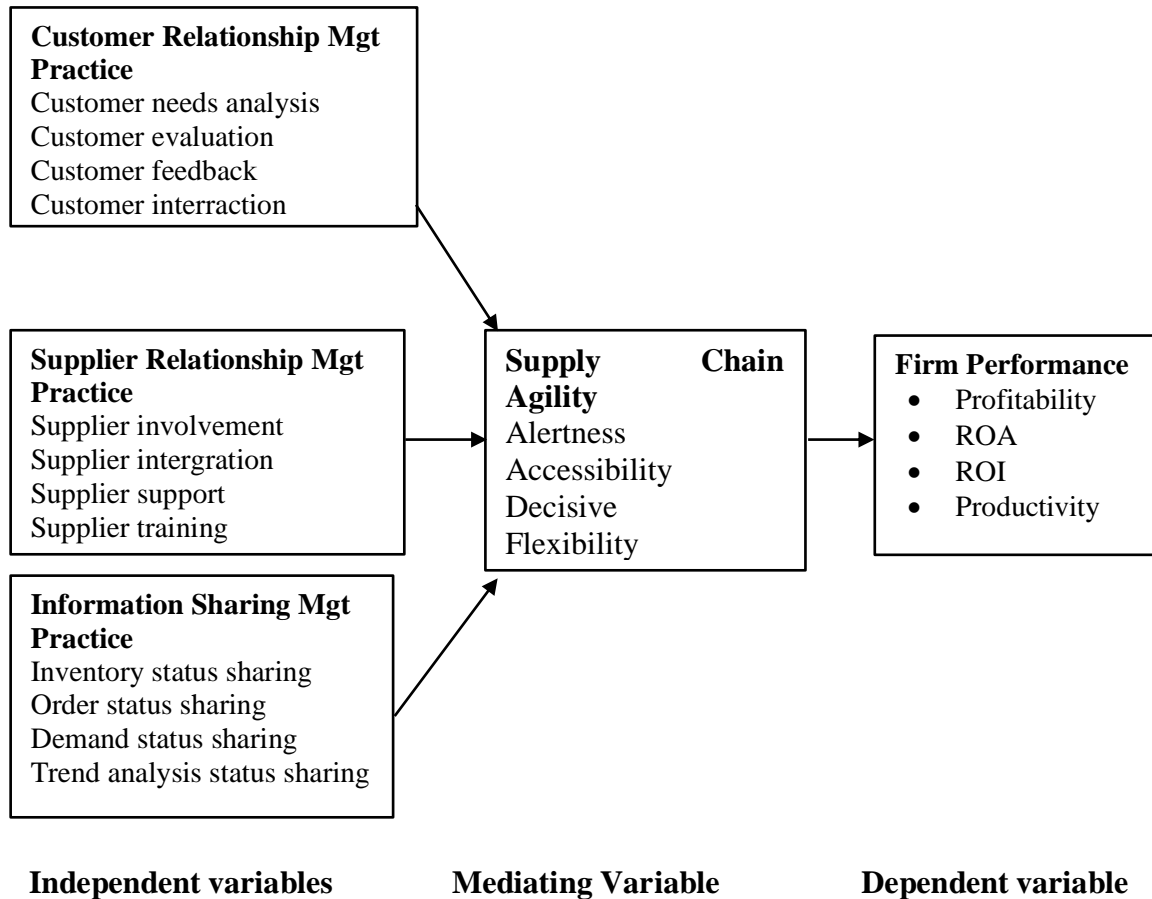 Customer Relationship Mgt
Practice
Customer needs analysis
Customer evaluation
Customer feedback
Customer interraction
Supplier Relationship Mgt
Practice
Supplier involvement
Supplier intergration
Supplier support
Supplier training
Information Sharing Mgt
Practice
Inventory status sharing
Order status sharing
Demand status sharing
Trend analysis status sharing
Supply Chain
Agility
Alertness
Accessibility
Decisive
Flexibility
Firm Performance
• Profitability
• ROA
• ROI
• Productivity
Independent variables
Mediating Variable
Dependent variable